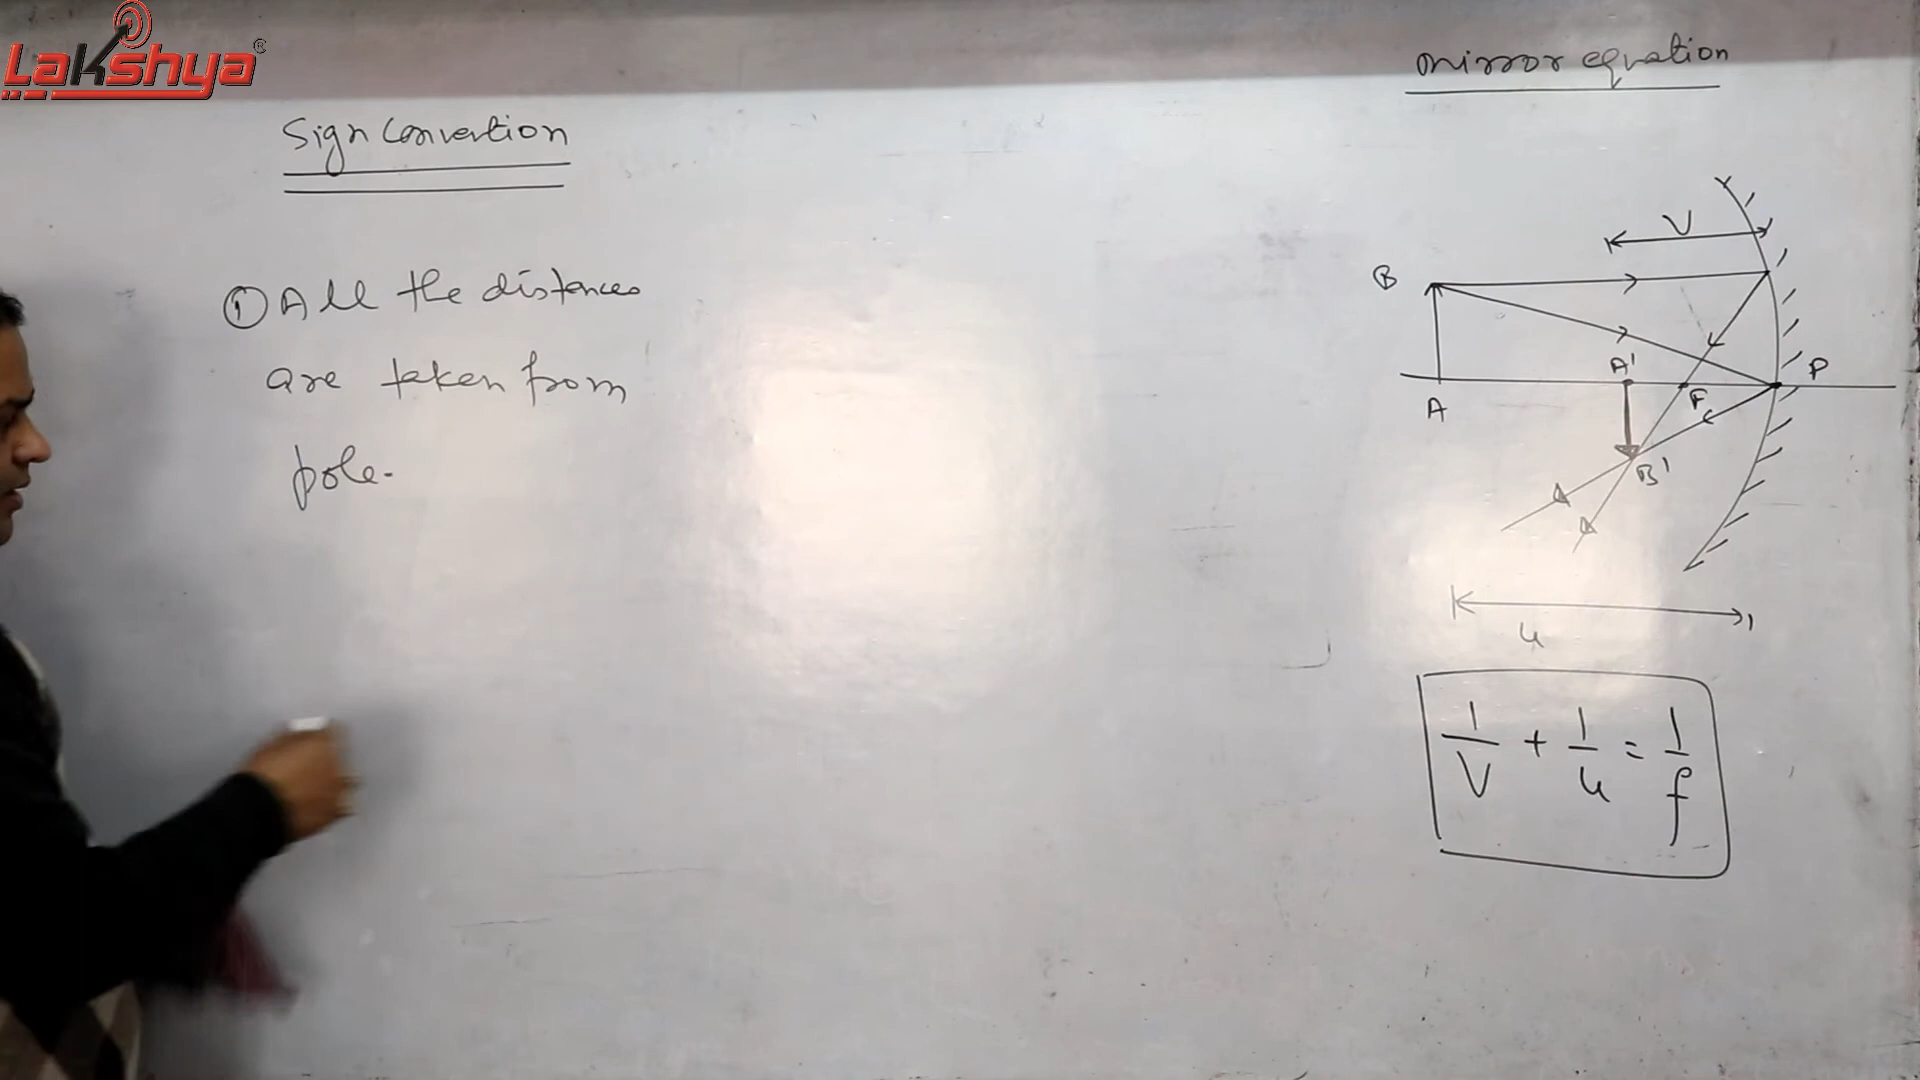 Lakshya®
mirror equation
Sign Convention
① All the distances
are taken from
pole.
V
B
A'
P
A
F
B'
u
1/V + 1/u = 1/f